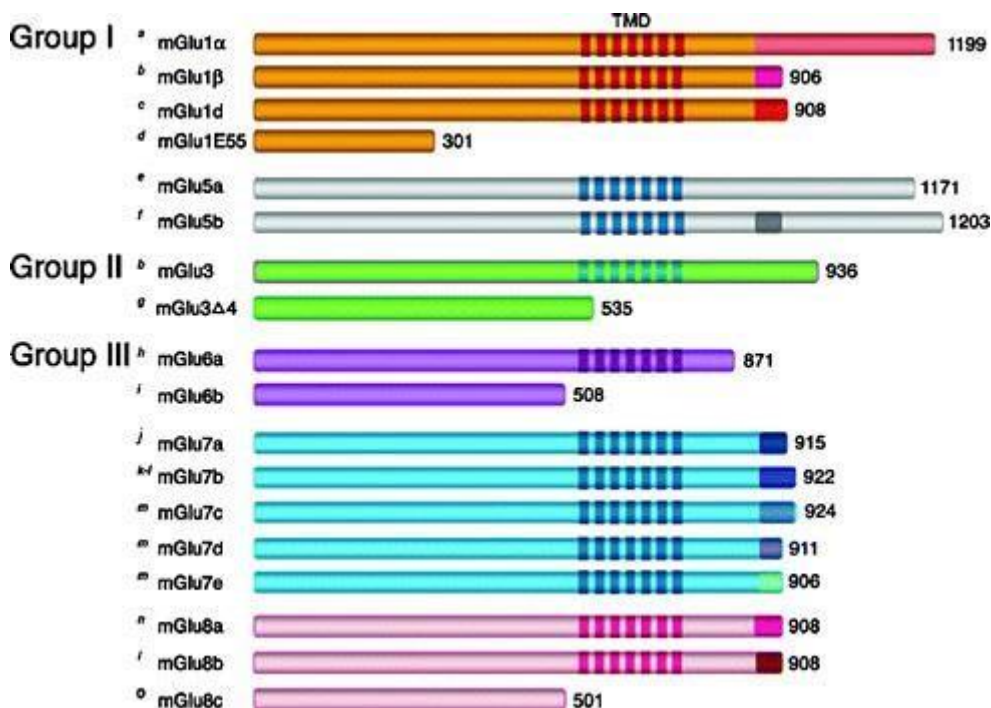 TMD
Group I a mGlu1α 1199
b mGlu1β 906
c mGlu1d 908
d mGlu1E55 301
e mGlu5a 1171
f mGlu5b 1203
Group II b mGlu3 936
g mGlu3Δ4 535
Group III h mGlu6a 871
i mGlu6b 508
j mGlu7a 915
k-l mGlu7b 922
m mGlu7c 924
m mGlu7d 911
m mGlu7e 906
n mGlu8a 908
i mGlu8b 908
o mGlu8c 501